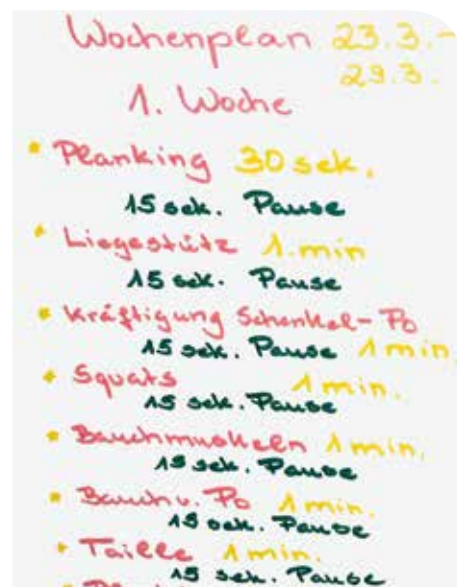 Wochenplan 23.3.-
29.3.
1. Woche
* Planking 30 sek.
15 sek. Pause
* Liegestütz 1.min
15 sek. Pause
* Kräftigung Schenkel-Po
15 sek. Pause 1 min.
* Squats 1 min.
15 sek. Pause
* Bauchmuskeln 1 min.
15 sek. Pause
* Bauch u. Po 1 min.
15 sek. Pause
* Taille 1 min.
15 sek. Pause